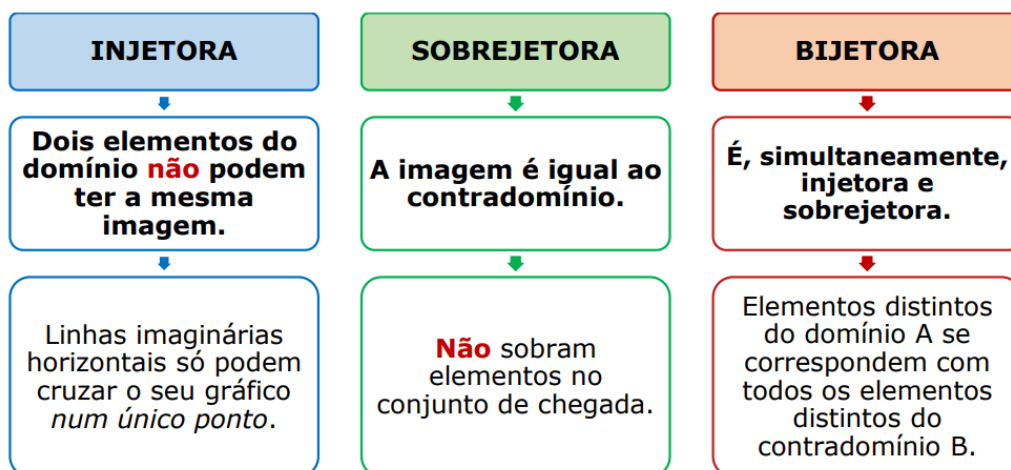 INJETORA
Dois elementos do
domínio não podem
ter a mesma
imagem.
Linhas imaginárias
horizontais só podem
cruzar o seu gráfico
num único ponto.
SOBREJETORA
A imagem é igual ao
contradomínio.
Não sobram
elementos no
conjunto de chegada.
BIJETORA
É, simultaneamente,
injetora e
sobrejetora.
Elementos distintos
do domínio A se
correspondem com
todos os elementos
distintos do
contradomínio B.